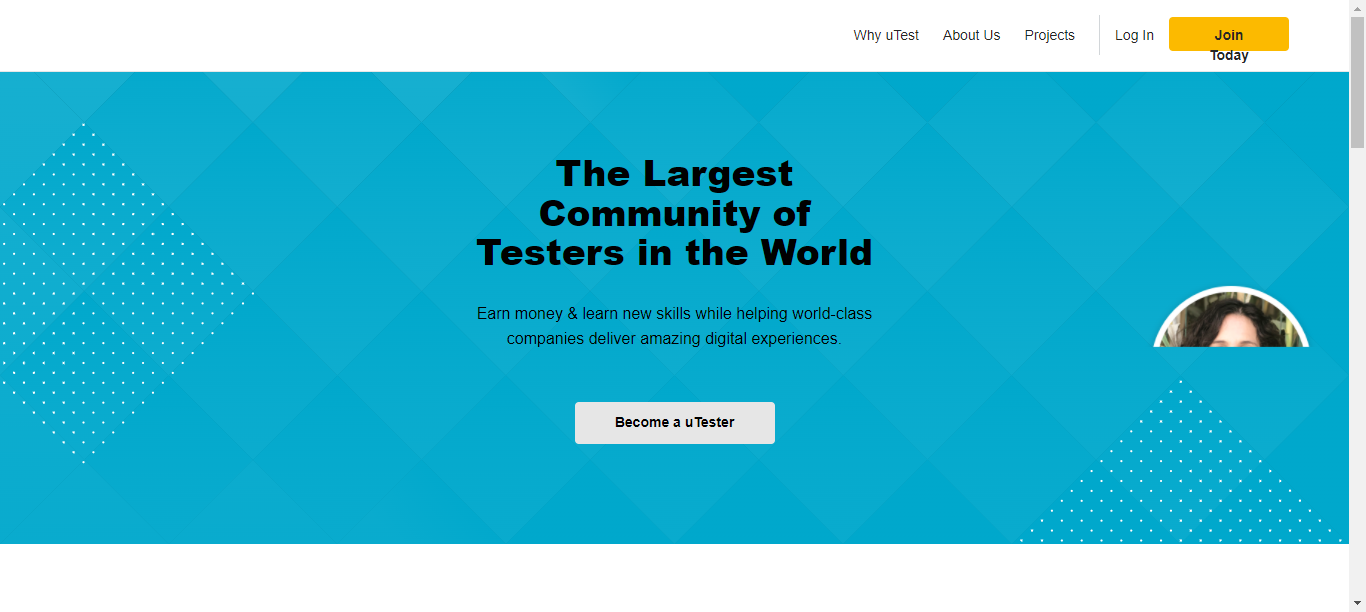 Why uTest About Us Projects Log In Join
Today
The Largest
Community of
Testers in the World
Earn money & learn new skills while helping world-class
companies deliver amazing digital experiences.
Become a uTester